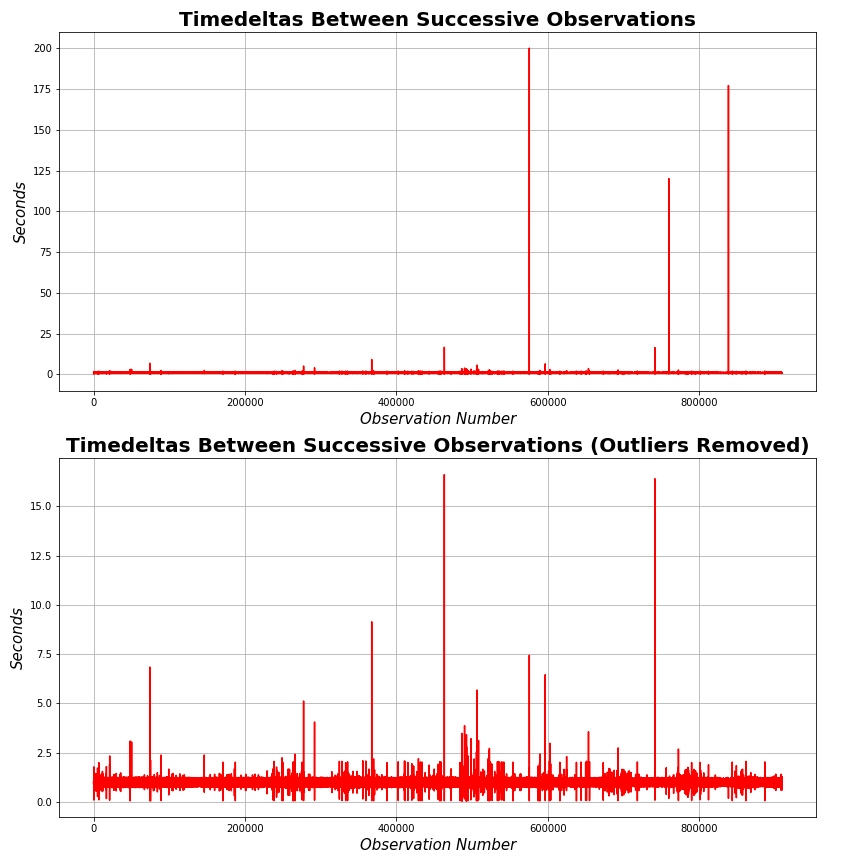 Timedeltas Between Successive Observations
200
175
150
125
100
75
50
25
0
Seconds
0 200000 400000 600000 800000
Observation Number
Timedeltas Between Successive Observations (Outliers Removed)
15.0
12.5
10.0
7.5
5.0
2.5
0.0
Seconds
0 200000 400000 600000 800000
Observation Number